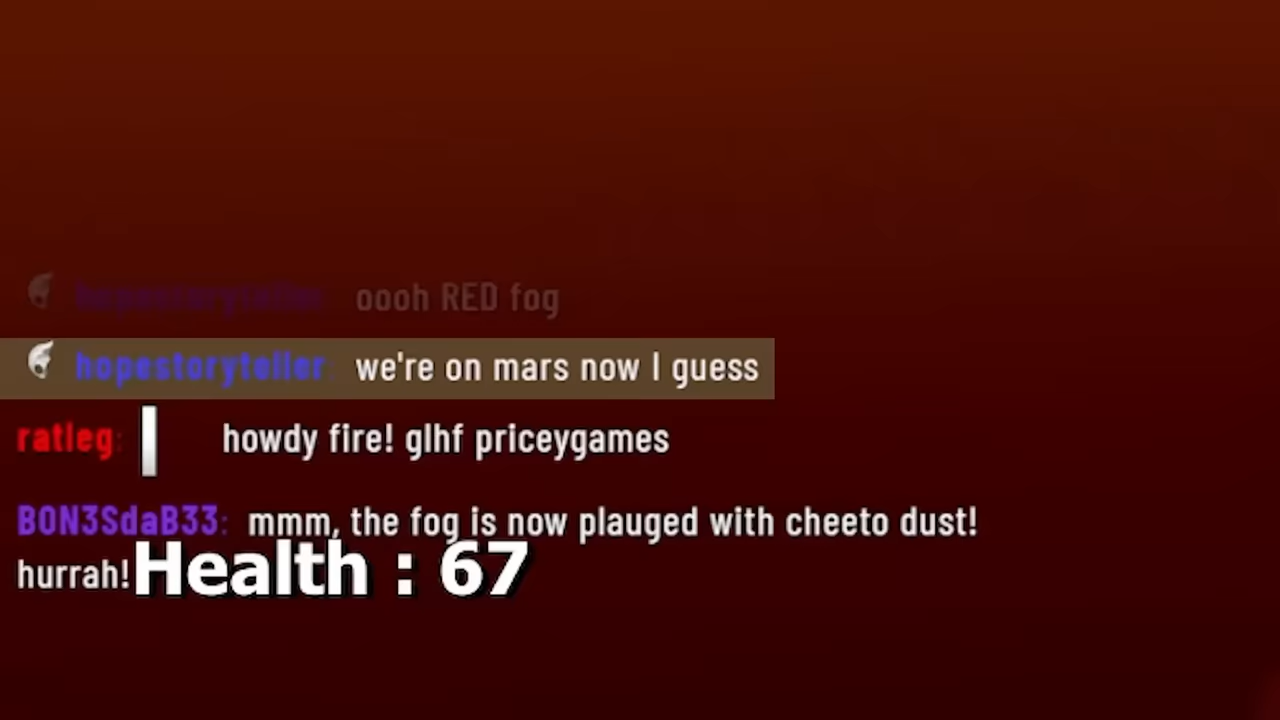 hopestoryteller: oooh RED fog
hopestoryteller: we're on mars now I guess
ratleg: howdy fire! glhf priceygames
B0N3SdaB33: mmm, the fog is now plauged with cheeto dust!
hurrah!
Health : 67